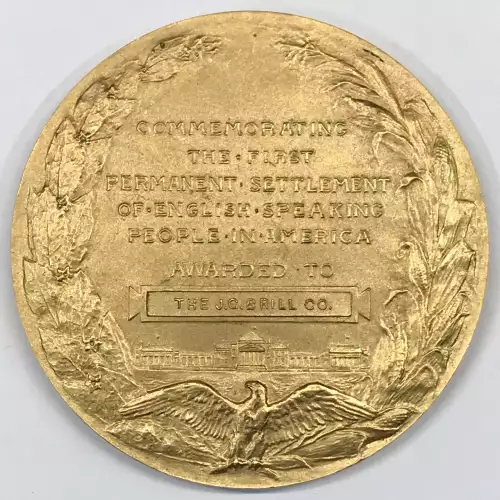 COMMEMORATING
THE·FIRST
PERMANENT·SETTLEMENT
OF·ENGLISH·SPEAKING
PEOPLE·IN·AMERICA
AWARDED·TO
THE J.G. BRILL CO.